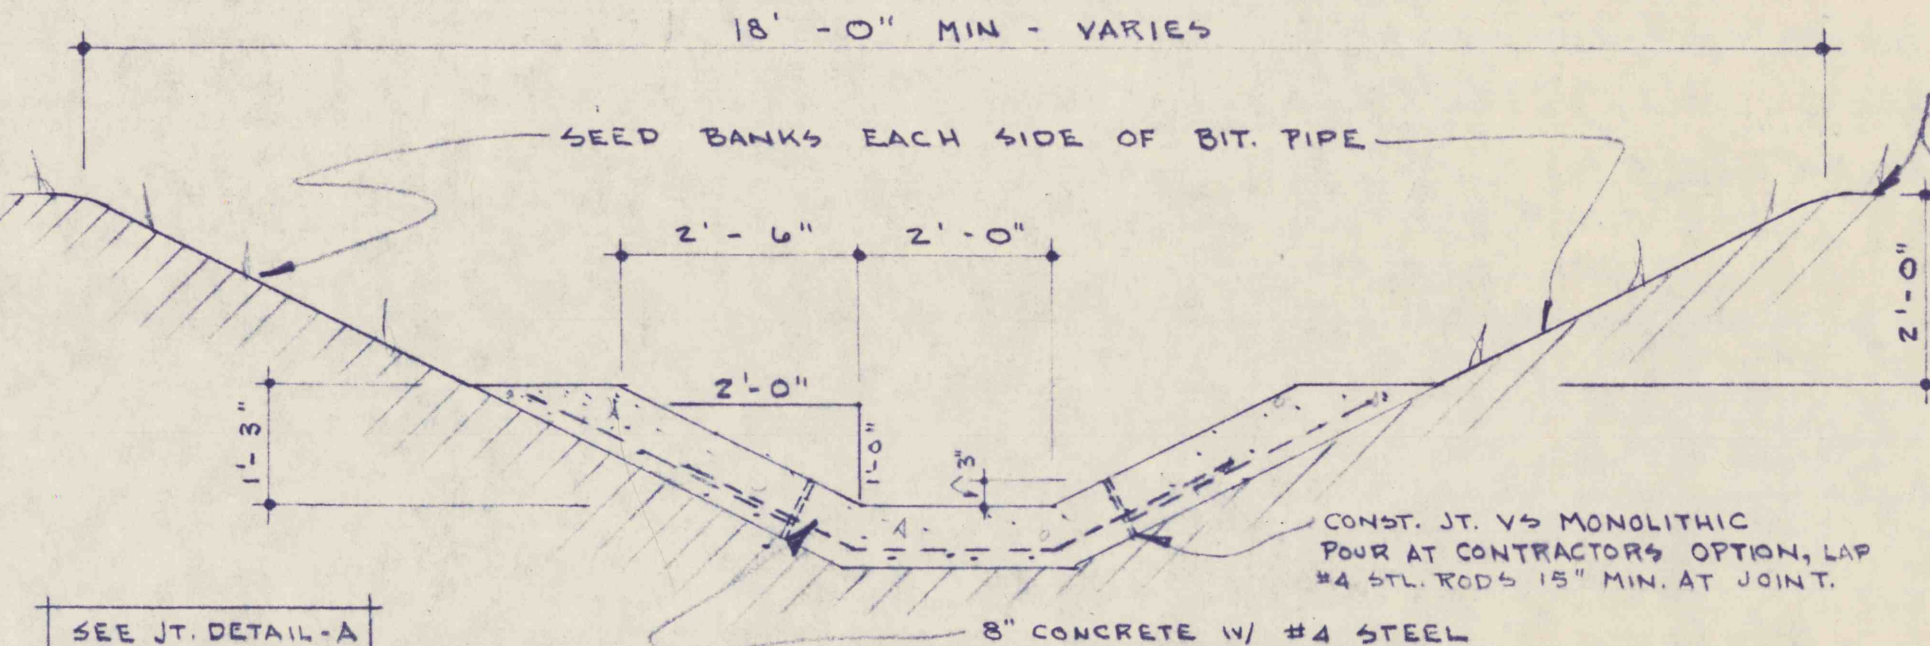 18' - 0" MIN - VARIES
SEED BANKS EACH SIDE OF BIT. PIPE
2' - 6" 2' - 0"
2'-0"
2'-0"
1'-3"
1'-0"
3"
CONST. JT. VS MONOLITHIC
POUR AT CONTRACTORS OPTION, LAP
#4 STL. RODS 15" MIN. AT JOINT.
SEE JT. DETAIL-A
8" CONCRETE W/ #4 STEEL